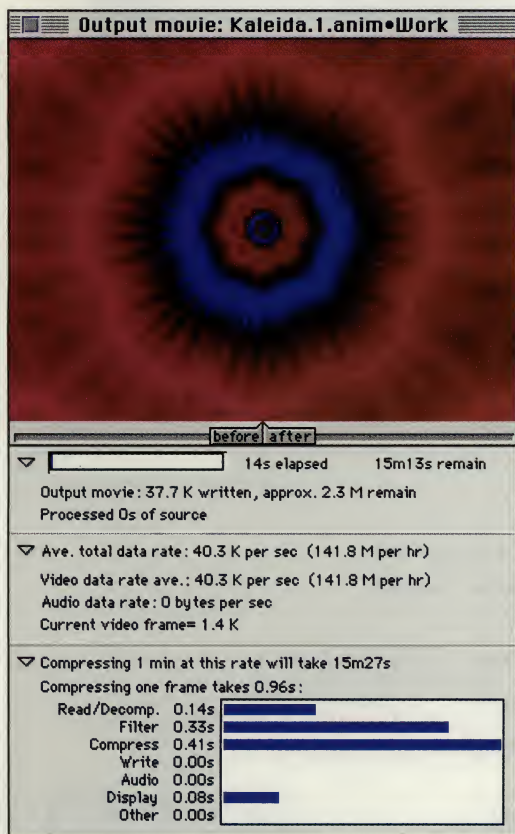 Output movie: Kaleida.1.anim•Work
before after
14s elapsed 15m13s remain
Output movie: 37.7 K written, approx. 2.3 M remain
Processed 0s of source
Ave. total data rate: 40.3 K per sec (141.8 M per hr)
Video data rate ave.: 40.3 K per sec (141.8 M per hr)
Audio data rate: 0 bytes per sec
Current video frame= 1.4 K
Compressing 1 min at this rate will take 15m27s
Compressing one frame takes 0.96s:
Read/Decomp. 0.14s
Filter 0.33s
Compress 0.41s
Write 0.00s
Audio 0.00s
Display 0.08s
Other 0.00s